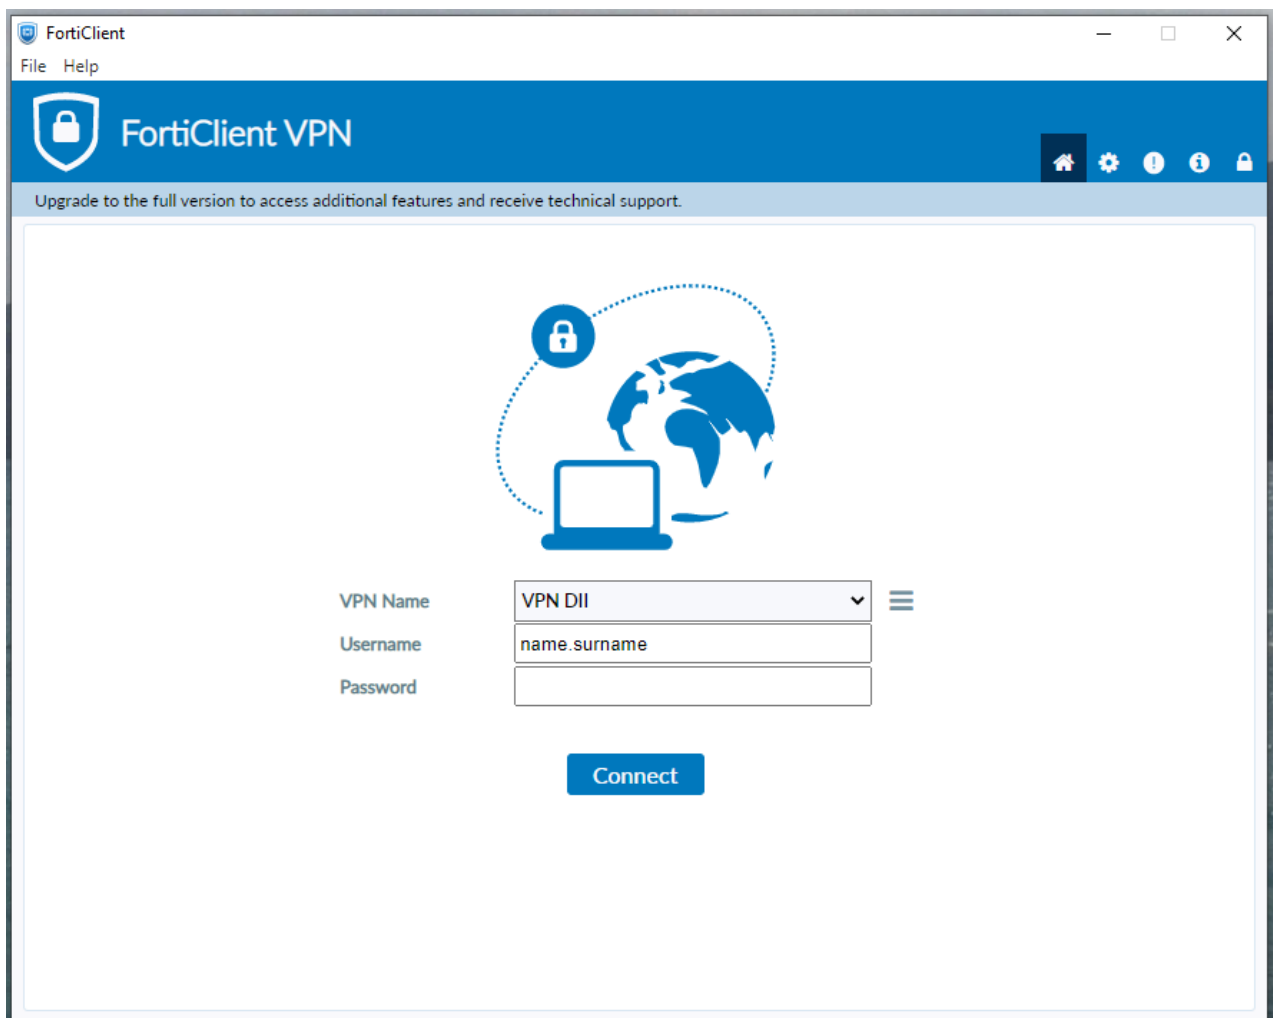 FortiClient
File Help
FortiClient VPN
Upgrade to the full version to access additional features and receive technical support.
VPN Name VPN DII
Username name.surname
Password
Connect